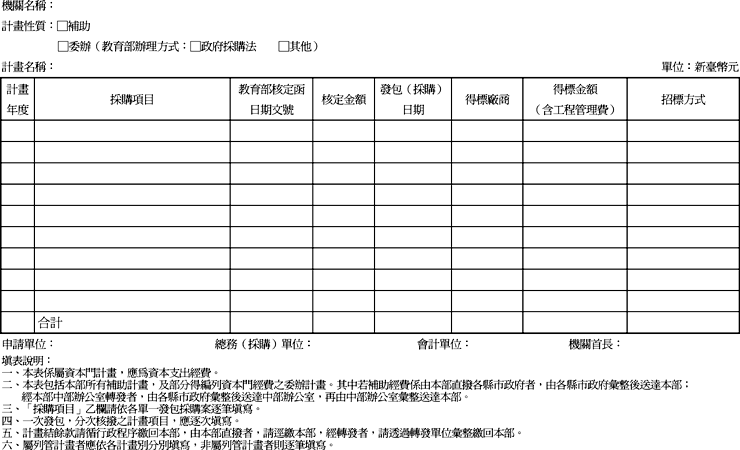 機關名稱：
計畫性質：□補助
□委辦（教育部辦理方式：□政府採購法　□其他）
計畫名稱：　單位：新臺幣元
計畫年度　採購項目　教育部核定函日期文號　核定金額　發包（採購）日期　得標廠商　得標金額（含工程管理費）　招標方式
合計
申請單位：　總務（採購）單位：　會計單位：　機關首長：
填表說明：
一、本表係屬資本門計畫，應為資本支出經費。
二、本表包括本部所有補助計畫，及部分得編列資本門經費之委辦計畫。其中若補助經費係由本部直撥各縣市政府者，由各縣市政府彙整後送達本部；
經本部中部辦公室轉發者，由各縣市政府彙整後送達中部辦公室，再由中部辦公室彙整送達本部。
三、「採購項目」乙欄請依各單一發包採購案逐筆填寫。
四、一次發包，分次核撥之計畫項目，應逐次填寫。
五、計畫結餘款請循行政程序繳回本部，由本部直撥者，請逕繳本部，經轉發者，請透過轉發單位彙整繳回本部。
六、屬列管計畫者應依各計畫別分別填寫，非屬列管計畫者則逐筆填寫。